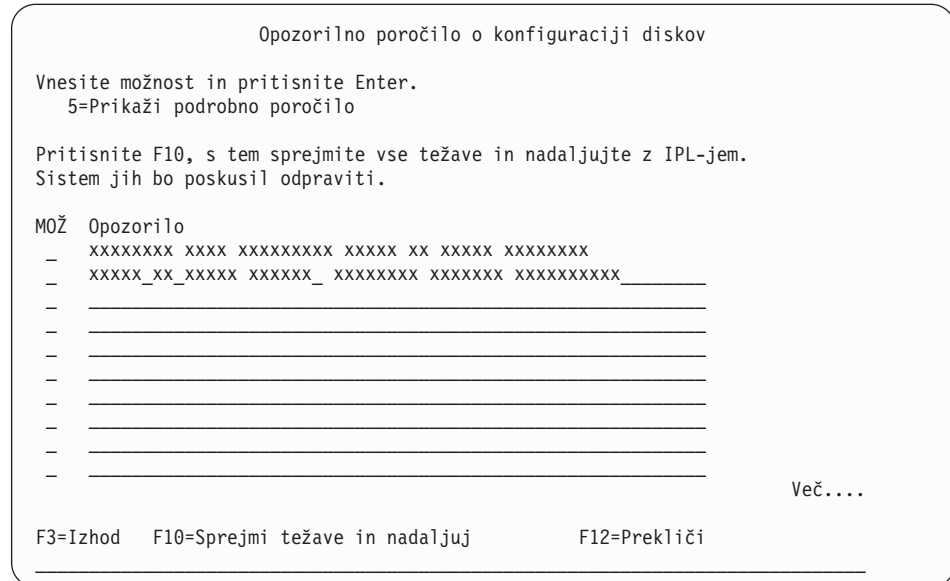 Opozorilno poročilo o konfiguraciji diskov
Vnesite možnost in pritisnite Enter.
5=Prikaži podrobno poročilo
Pritisnite F10, s tem sprejmite vse težave in nadaljujte z IPL-jem.
Sistem jih bo poskusil odpraviti.
MOŽ Opozorilo
_ xxxxxxxx xxxx xxxxxxxxx xxxxx xx xxxxx xxxxxxxx
_ xxxxx_xx_xxxxx xxxxxx_ xxxxxxxx xxxxxxx xxxxxxxxxx________
Več....
F3=Izhod F10=Sprejmi težave in nadaljuj F12=Prekliči